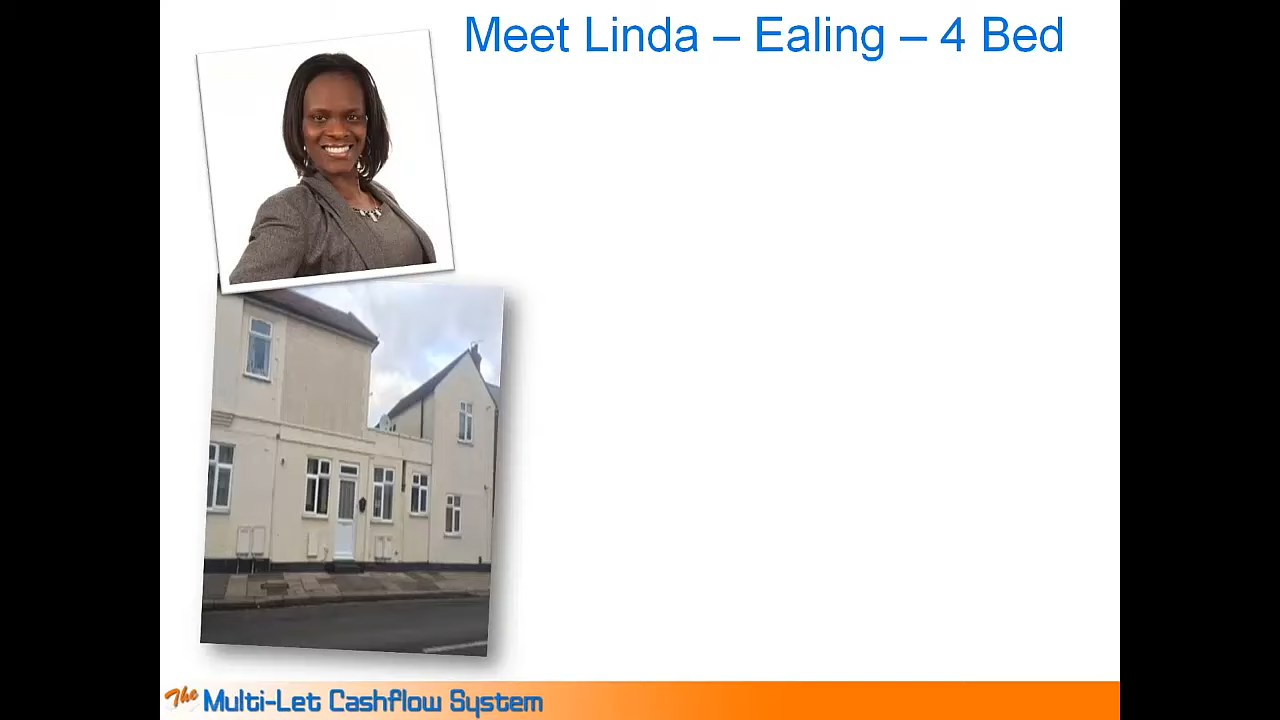 Meet Linda – Ealing – 4 Bed
The Multi-Let Cashflow System